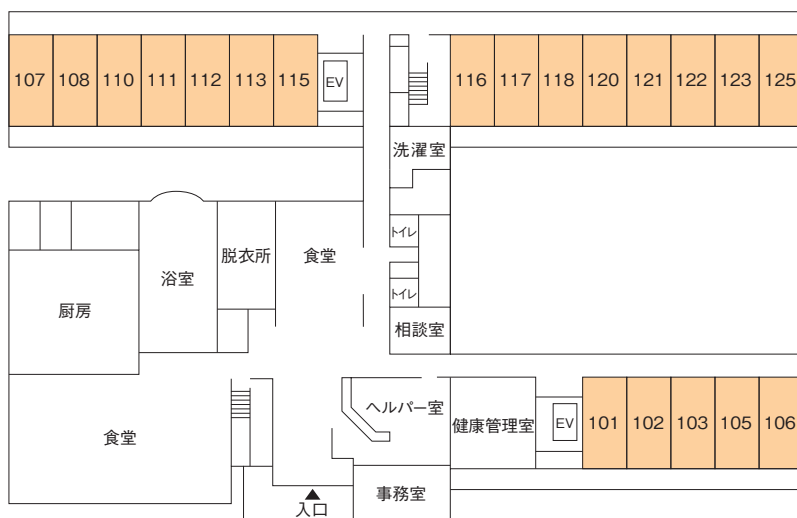 107 108 110 111 112 113 115 EV 116 117 118 120 121 122 123 125
洗濯室
トイレ
脱衣所 食堂
浴室
トイレ
厨房
相談室
ヘルパー室
健康管理室 EV 101 102 103 105 106
食堂
事務室
▲
入口